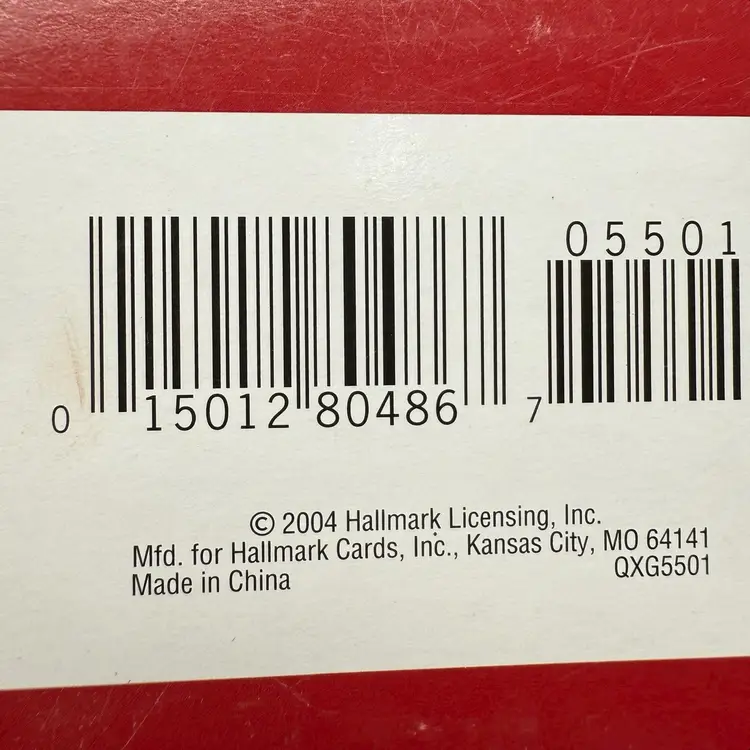 05501
0 15012 80486 7
© 2004 Hallmark Licensing, Inc.
Mfd. for Hallmark Cards, Inc., Kansas City, MO 64141
Made in China QXG5501